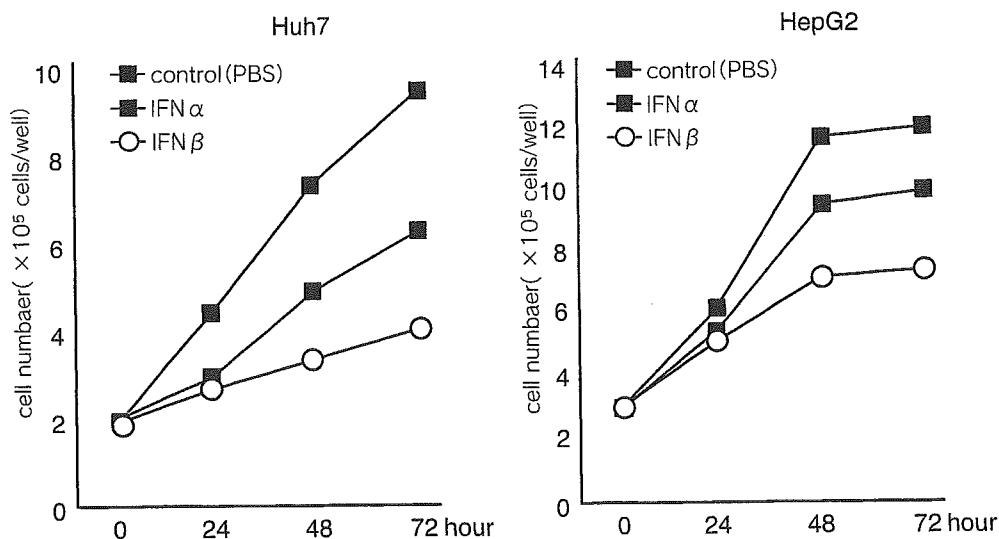 Huh7
cell numbaer( ×10⁵ cells/well)
10
8
6
4
2
0
control (PBS)
IFN α
IFN β
0 24 48 72 hour
HepG2
cell numbaer( ×10⁵ cells/well)
14
12
10
8
6
4
2
0
control (PBS)
IFN α
IFN β
0 24 48 72 hour